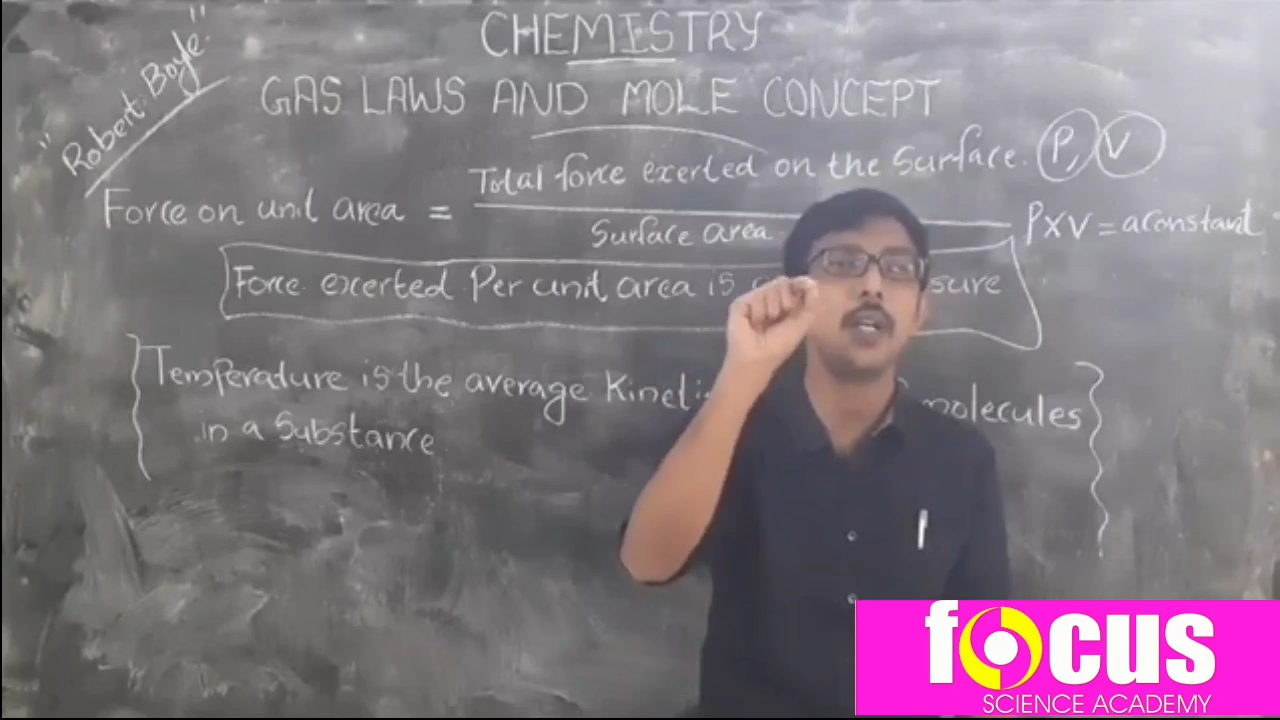 CHEMISTRY
"Robert Boyle"
GAS LAWS AND MOLE CONCEPT
Force on unit area = Total force exerted on the Surface. / Surface area
P, V
P X V = a constant
Force exerted Per unit area is sure
Temperature is the average Kineti molecules
in a Substance
focus
SCIENCE ACADEMY